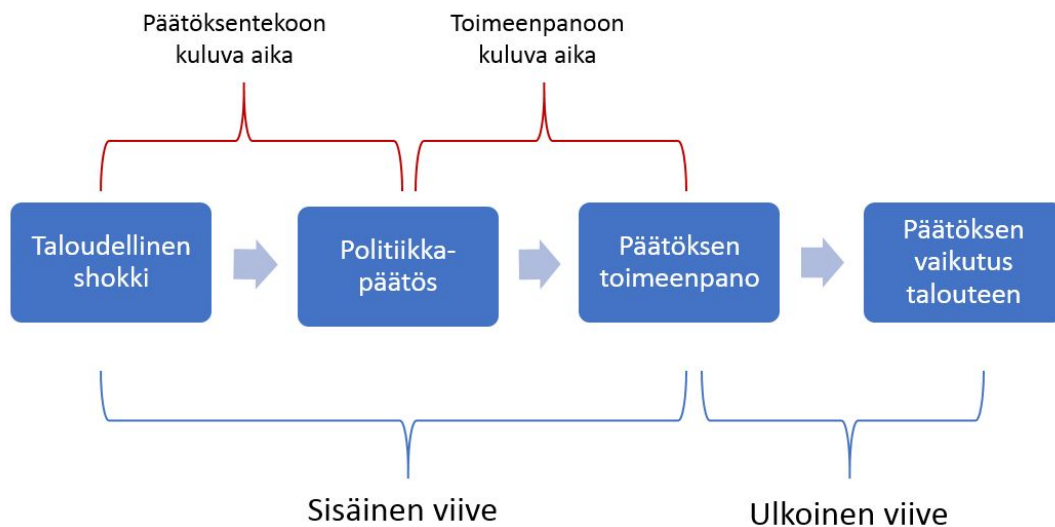 Päätöksentekoon
kuluva aika
Toimeenpanoon
kuluva aika
Taloudellinen
shokki
Politiikka-
päätös
Päätöksen
toimeenpano
Päätöksen
vaikutus
talouteen
Sisäinen viive
Ulkoinen viive